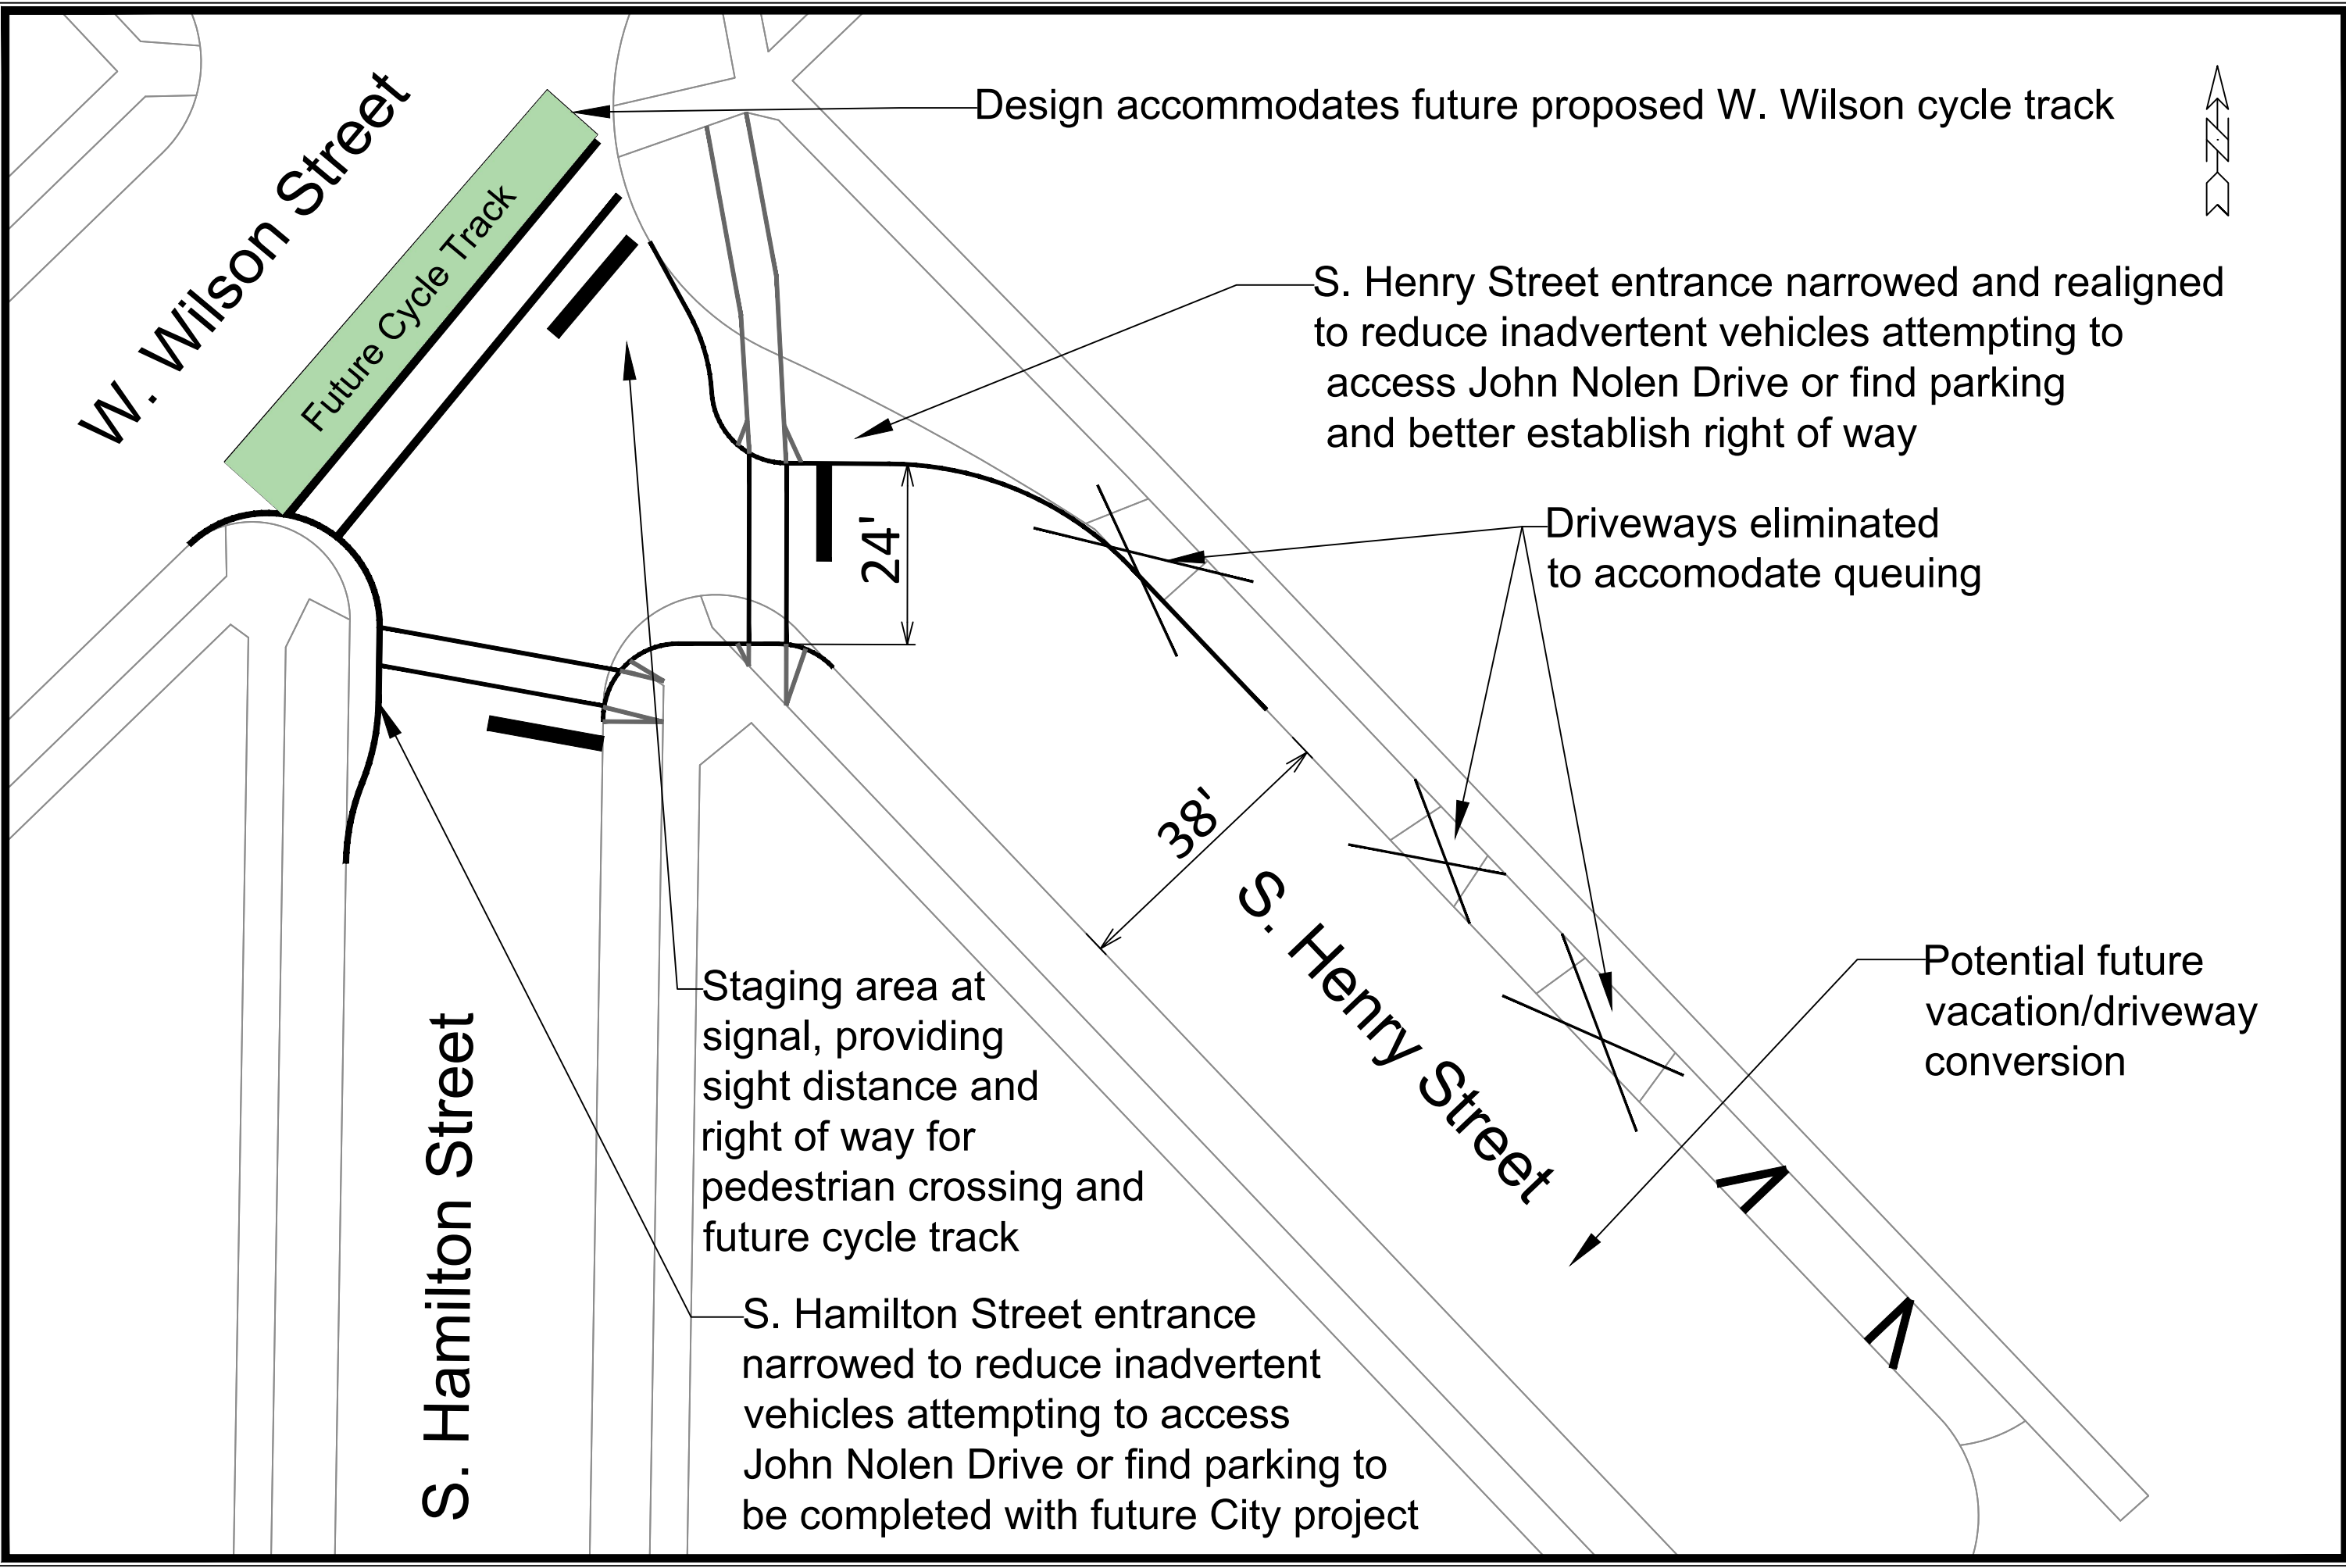 Design accommodates future proposed W. Wilson cycle track
N
W. Wilson Street
Future Cycle Track
S. Henry Street entrance narrowed and realigned
to reduce inadvertent vehicles attempting to
access John Nolen Drive or find parking
and better establish right of way
24'
Driveways eliminated
to accomodate queuing
38'
S. Henry Street
Potential future
vacation/driveway
conversion
Staging area at
signal, providing
sight distance and
right of way for
pedestrian crossing and
future cycle track
S. Hamilton Street
S. Hamilton Street entrance
narrowed to reduce inadvertent
vehicles attempting to access
John Nolen Drive or find parking to
be completed with future City project